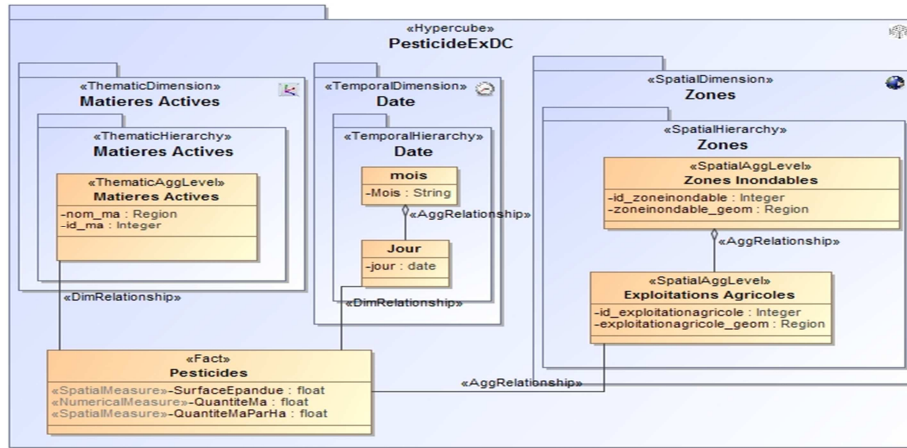 «Hypercube»
PesticideExDC
«ThematicDimension»
Matieres Actives
«ThematicHierarchy»
Matieres Actives
«ThematicAggLevel»
Matieres Actives
-nom_ma : Region
-id_ma : Integer
«DimRelationship»
«TemporalDimension»
Date
«TemporalHierarchy»
Date
mois
-Mois : String
«AggRelationship»
Jour
-jour : date
«DimRelationship»
«SpatialDimension»
Zones
«SpatialHierarchy»
Zones
«SpatialAggLevel»
Zones Inondables
-id_zoneinondable : Integer
-zoneinondable_geom : Region
«AggRelationship»
«SpatialAggLevel»
Exploitations Agricoles
-id_exploitationagricole : Integer
-exploitationagricole_geom : Region
«AggRelationship»
«Fact»
Pesticides
«SpatialMeasure»-SurfaceEpandue : float
«NumericalMeasure»-QuantiteMa : float
«SpatialMeasure»-QuantiteMaParHa : float